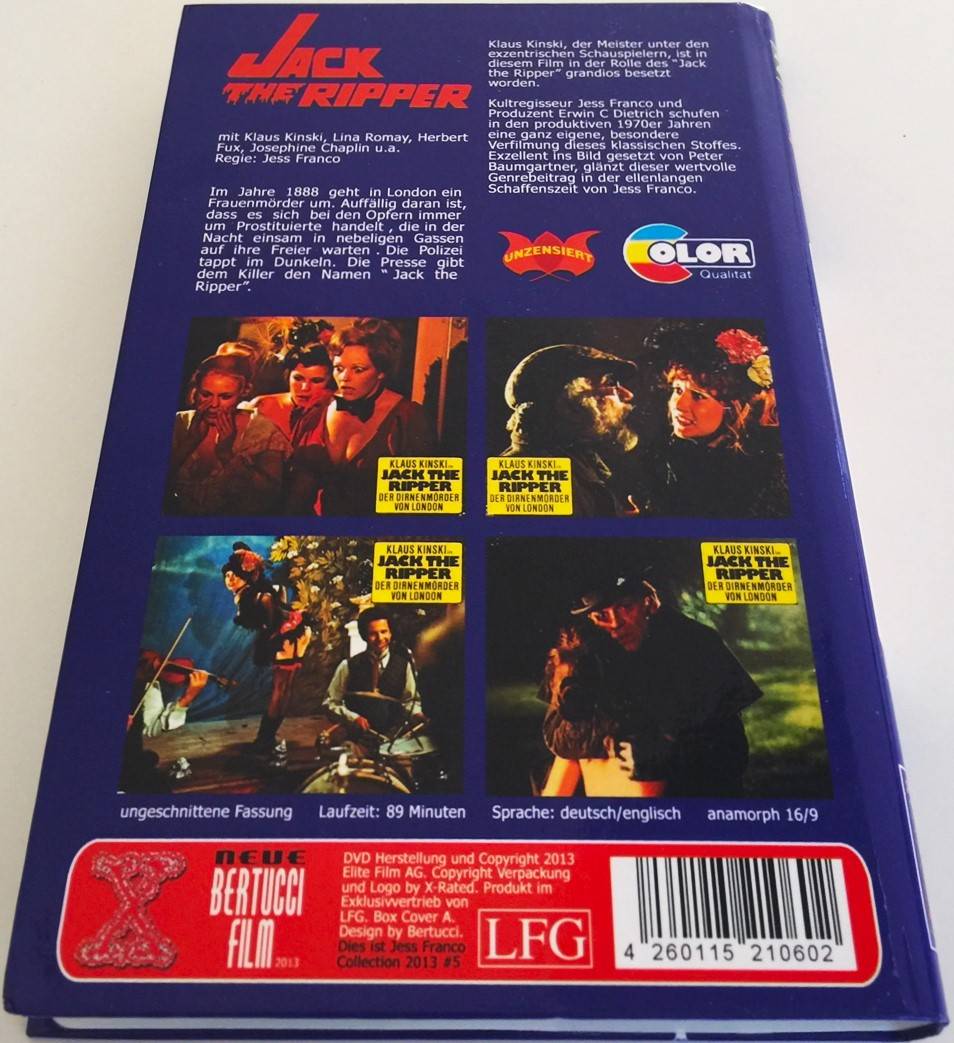 JACK
THE RIPPER
mit Klaus Kinski, Lina Romay, Herbert
Fux, Josephine Chaplin u.a.
Regie: Jess Franco
Im Jahre 1888 geht in London ein
Frauenmörder um. Auffällig daran ist,
dass es sich bei den Opfern immer
um Prostituierte handelt , die in der
Nacht einsam in nebeligen Gassen
auf ihre Freier warten . Die Polizei
tappt im Dunkeln. Die Presse gibt
dem Killer den Namen “ Jack the
Ripper”.
Klaus Kinski, der Meister unter den
exzentrischen Schauspielern, ist in
diesem Film in der Rolle des “Jack
the Ripper” grandios besetzt
worden.
Kultregisseur Jess Franco und
Produzent Erwin C Dietrich schufen
in den produktiven 1970er Jahren
eine ganz eigene, besondere
Verfilmung dieses klassischen Stoffes.
Exzellent ins Bild gesetzt von Peter
Baumgartner, glänzt dieser wertvolle
Genrebeitrag in der ellenlangen
Schaffenszeit von Jess Franco.
UNZENSIERT
COLOR
Qualität
KLAUS KINSKI in
JACK THE
RIPPER
DER DIRNENMÖRDER
VON LONDON
KLAUS KINSKI in
JACK THE
RIPPER
DER DIRNENMÖRDER
VON LONDON
KLAUS KINSKI in
JACK THE
RIPPER
DER DIRNENMÖRDER
VON LONDON
KLAUS KINSKI in
JACK THE
RIPPER
DER DIRNENMÖRDER
VON LONDON
ungeschnittene Fassung Laufzeit: 89 Minuten Sprache: deutsch/englisch anamorph 16/9
X
NEUE
BERTUCCI
FILM 2013
DVD Herstellung und Copyright 2013
Elite Film AG. Copyright Verpackung
und Logo by X-Rated. Produkt im
Exklusivvertrieb von
LFG. Box Cover A.
Design by Bertucci.
Dies ist Jess Franco
Collection 2013 #5
LFG
4 260115 210602